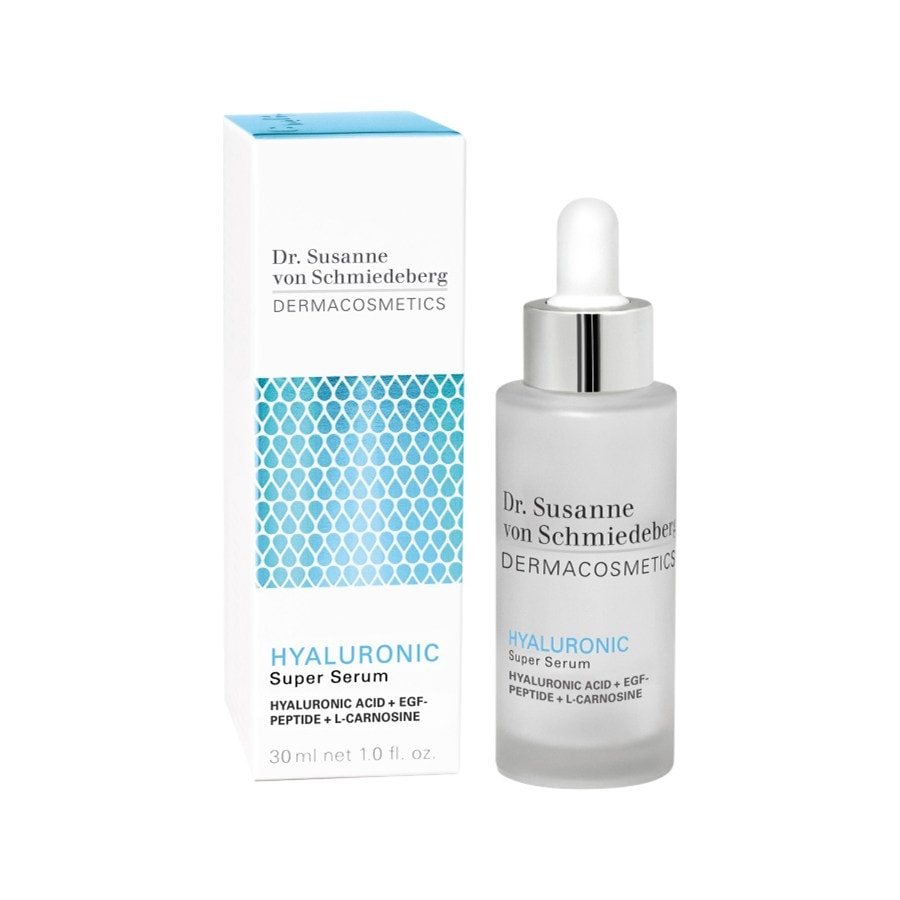 Dr. Susanne
von Schmiedeberg
DERMACOSMETICS
HYALURONIC
Super Serum
HYALURONIC ACID + EGF-
PEPTIDE + L-CARNOSINE
30 ml net 1.0 fl. oz.
Dr. Susanne
von Schmiedeberg
DERMACOSMETICS
HYALURONIC
Super Serum
HYALURONIC ACID + EGF-
PEPTIDE + L-CARNOSINE